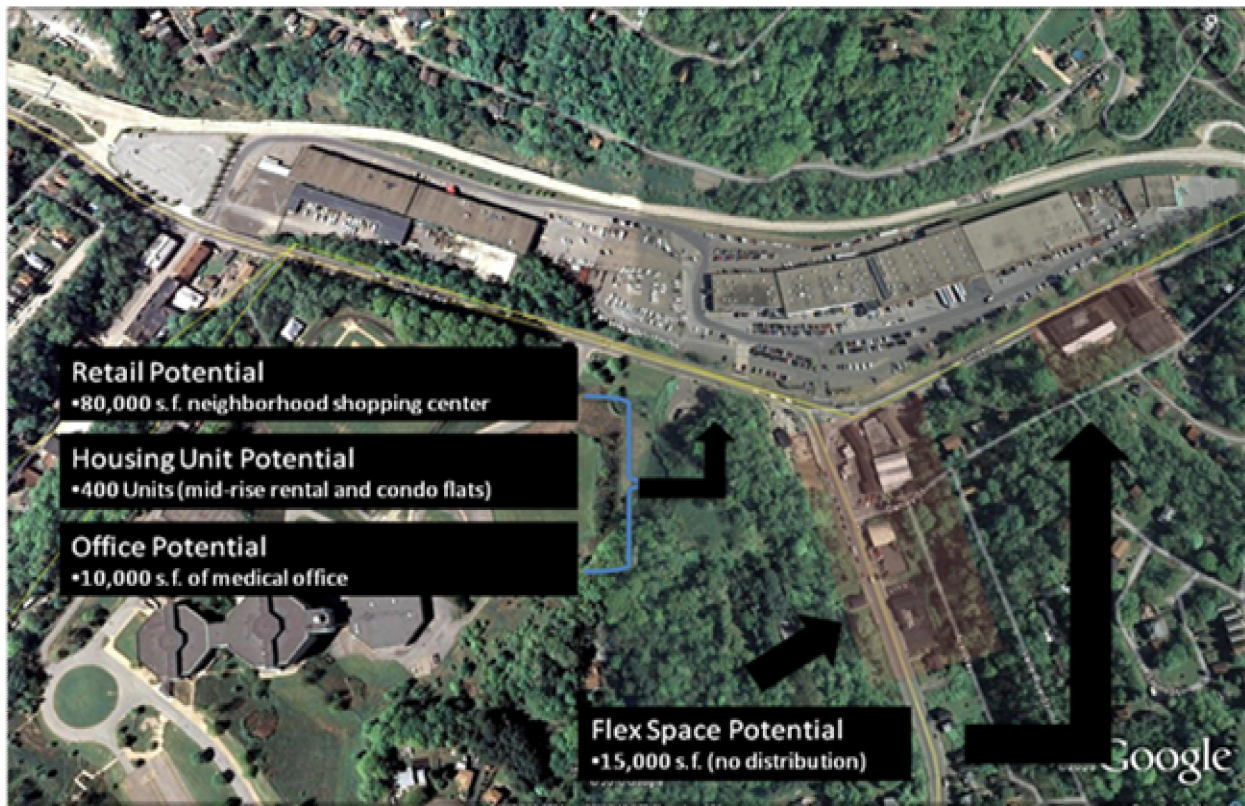 Retail Potential
•80,000 s.f. neighborhood shopping center
Housing Unit Potential
•400 Units (mid-rise rental and condo flats)
Office Potential
•10,000 s.f. of medical office
Flex Space Potential
•15,000 s.f. (no distribution)
Google